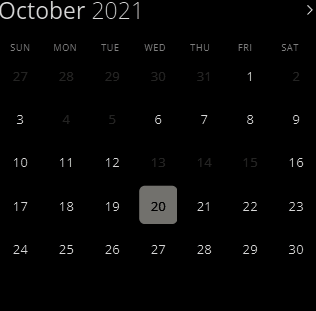 October 2021
SUN MON TUE WED THU FRI SAT
27 28 29 30 31 1 2
3 4 5 6 7 8 9
10 11 12 13 14 15 16
17 18 19 20 21 22 23
24 25 26 27 28 29 30